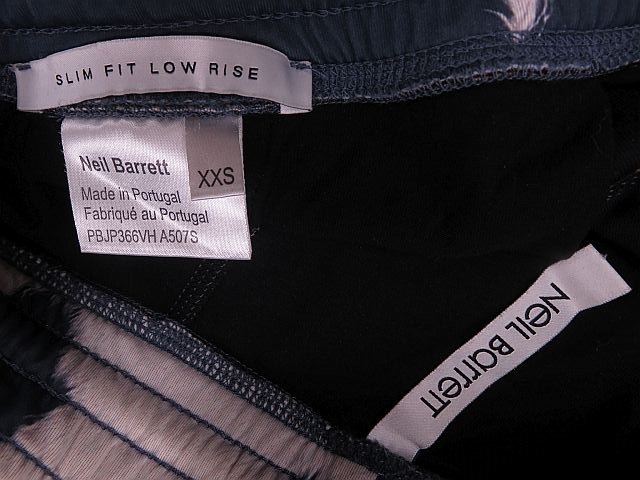 SLIM FIT LOW RISE
Neil Barrett
XXS
Made in Portugal
Fabriqué au Portugal
PBJP366VH A507S
Neil Barrett